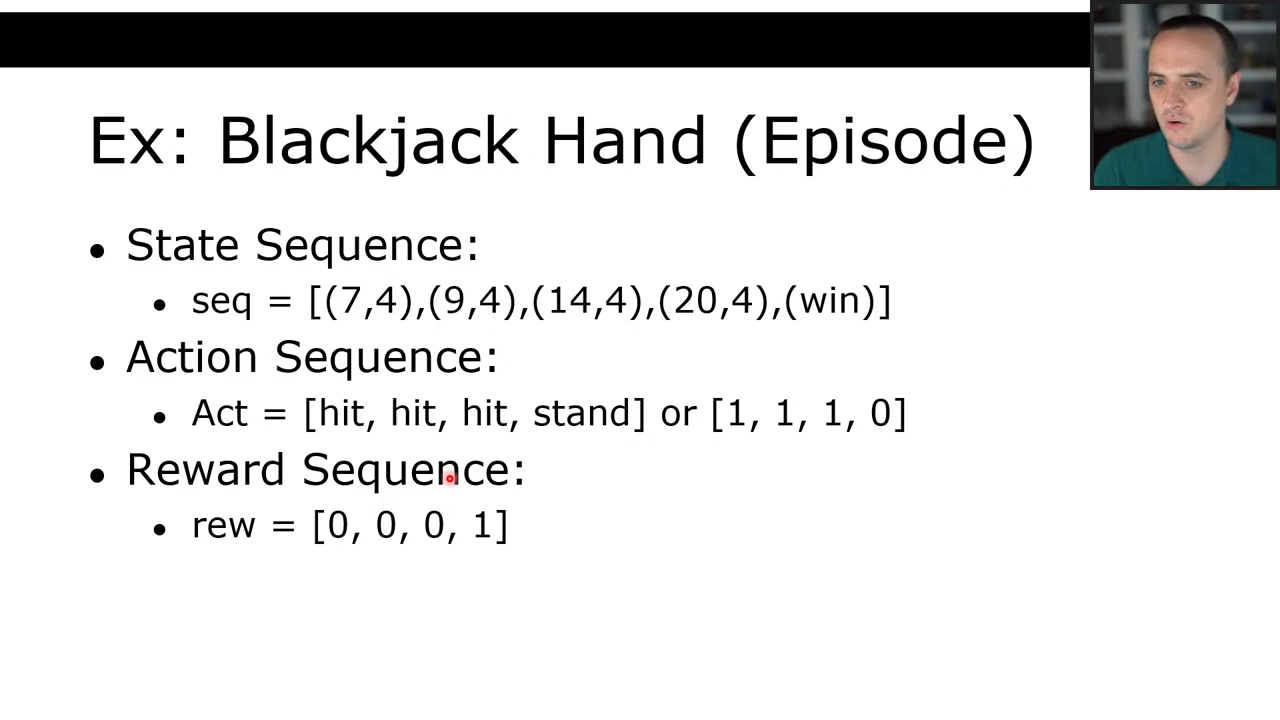 Ex: Blackjack Hand (Episode)
• State Sequence:
• seq = [(7,4),(9,4),(14,4),(20,4),(win)]
• Action Sequence:
• Act = [hit, hit, hit, stand] or [1, 1, 1, 0]
• Reward Sequence:
• rew = [0, 0, 0, 1]